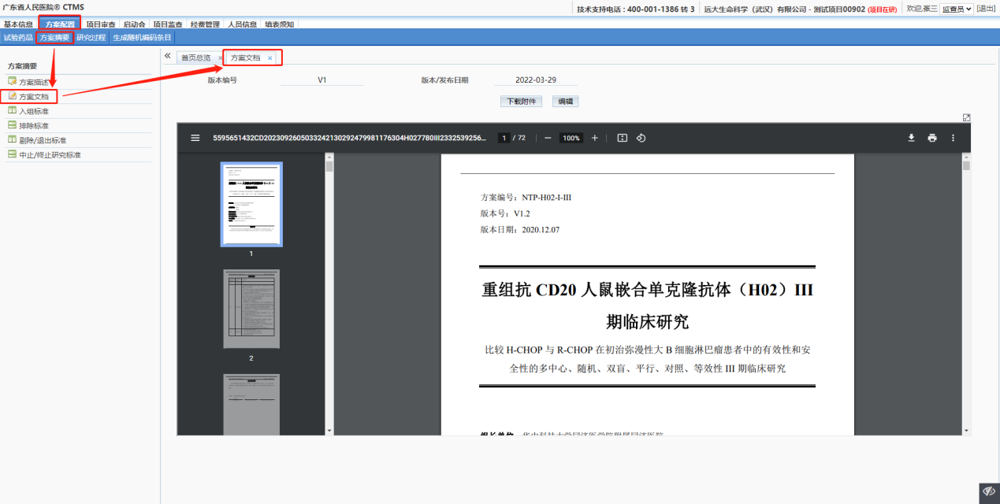 广东省人民医院® CTMS
技术支持电话：400-001-1386 转 3 远大生命科学（武汉）有限公司 - 测试项目00902 (项目在研) 欢迎,张三 监查员 [退出]
基本信息 方案配置 项目审查 启动会 项目监查 经费管理 人员信息 填表须知
试验药品 方案摘要 研究过程 生成随机编码条目
方案摘要
方案描述
方案文档
入组标准
排除标准
剔除/退出标准
中止/终止研究标准
首页总览 × 方案文档 ×
版本编号 V1 版本/发布日期 2022-03-29
下载附件 编辑
5595651432CD2023092605033242130292479981176304H027780III2332539256... 1 / 72 100%
1
2
方案编号：NTP-H02-I-III
版本号：V1.2
版本日期：2020.12.07
重组抗 CD20 人鼠嵌合单克隆抗体（H02）III
期临床研究
比较 H-CHOP 与 R-CHOP 在初治弥漫性大 B 细胞淋巴瘤患者中的有效性和安
全性的多中心、随机、双盲、平行、对照、等效性 III 期临床研究